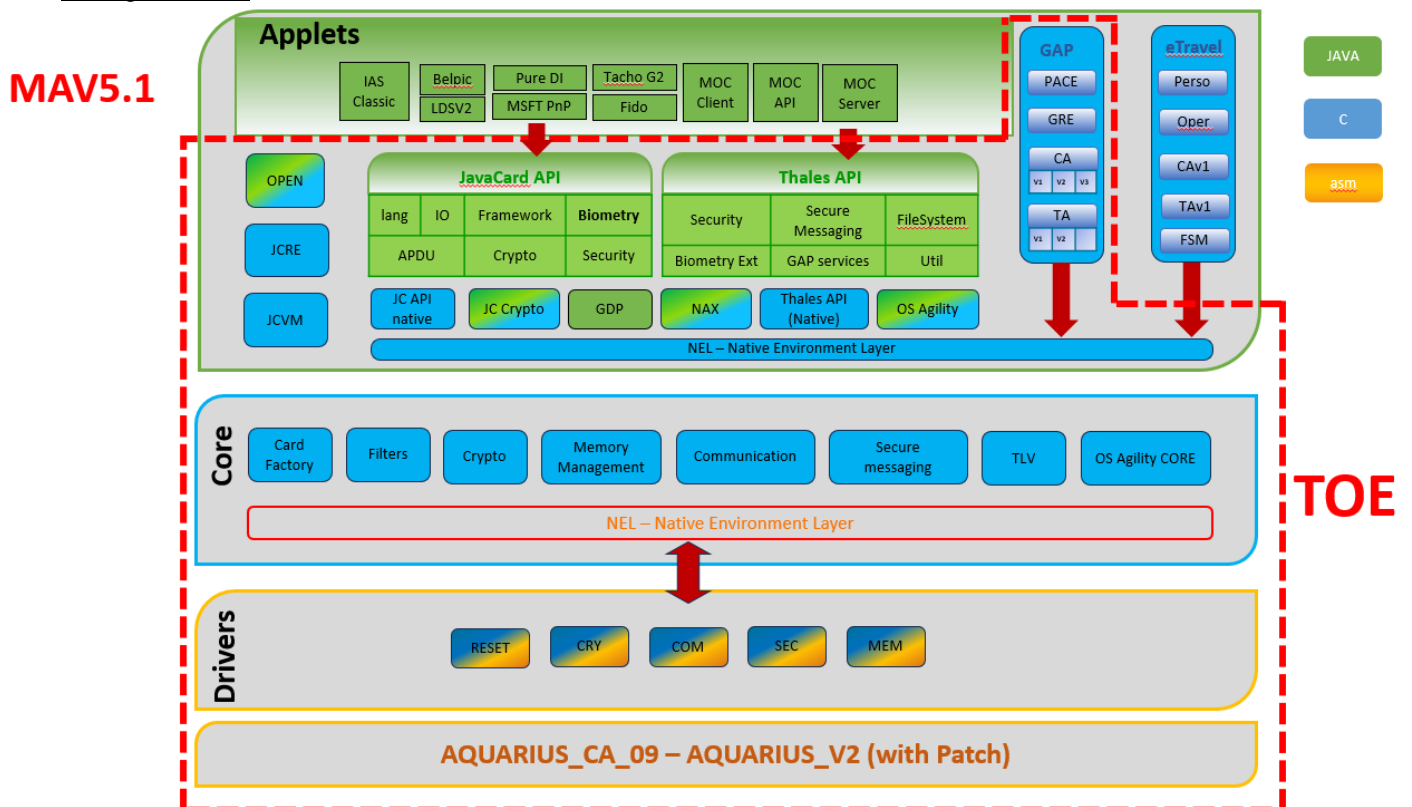 Applets
MAV5.1
IAS
Classic
Belpic
LDSV2
Pure DI
MSFT PnP
Tacho G2
Fido
MOC
Client
MOC
API
MOC
Server
GAP
PACE
GRE
CA
V1 V2 V3
TA
V1 V2
eTravel
Perso
Oper
CAv1
TAv1
FSM
JAVA
C
asm
OPEN
JCRE
JCVM
JavaCard API
lang IO Framework Biometry
APDU Crypto Security
Thales API
Security Secure
Messaging FileSystem
Biometry Ext GAP services Util
JC API
native
JC Crypto
GDP
NAX
Thales API
(Native)
OS Agility
NEL – Native Environment Layer
Core
Card
Factory
Filters
Crypto
Memory
Management
Communication
Secure
messaging
TLV
OS Agility CORE
NEL – Native Environment Layer
TOE
Drivers
RESET
CRY
COM
SEC
MEM
AQUARIUS_CA_09 – AQUARIUS_V2 (with Patch)